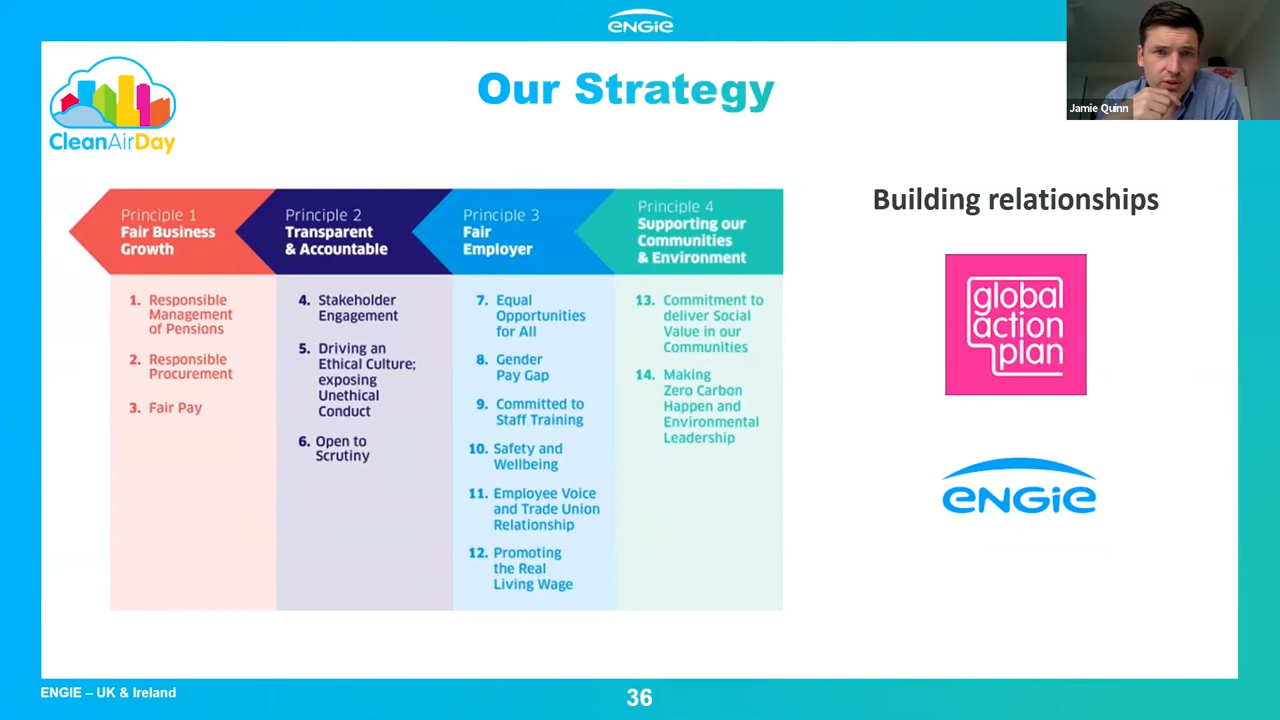 ENGIE
Jamie Quinn
CleanAirDay
Our Strategy
Principle 1
Fair Business
Growth
1. Responsible
Management
of Pensions
2. Responsible
Procurement
3. Fair Pay
Principle 2
Transparent
& Accountable
4. Stakeholder
Engagement
5. Driving an
Ethical Culture;
exposing
Unethical
Conduct
6. Open to
Scrutiny
Principle 3
Fair
Employer
7. Equal
Opportunities
for All
8. Gender
Pay Gap
9. Committed to
Staff Training
10. Safety and
Wellbeing
11. Employee Voice
and Trade Union
Relationship
12. Promoting
the Real
Living Wage
Principle 4
Supporting our
Communities
& Environment
13. Commitment to
deliver Social
Value in our
Communities
14. Making
Zero Carbon
Happen and
Environmental
Leadership
Building relationships
global
action
plan
ENGIE
ENGIE – UK & Ireland
36